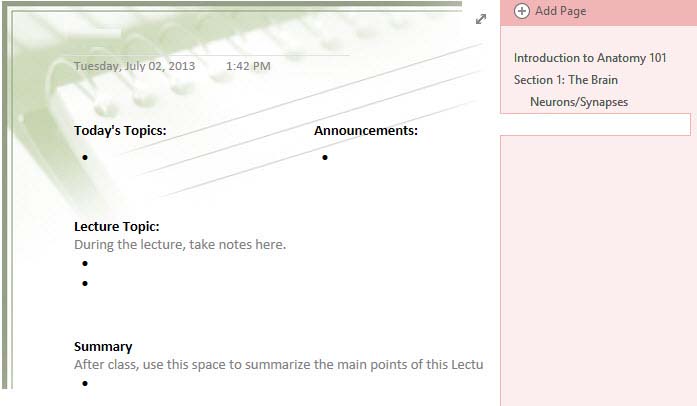 Add Page
Tuesday, July 02, 2013 1:42 PM
Introduction to Anatomy 101
Section 1: The Brain
Neurons/Synapses
Today's Topics: Announcements:
Lecture Topic:
During the lecture, take notes here.
Summary
After class, use this space to summarize the main points of this Lectu